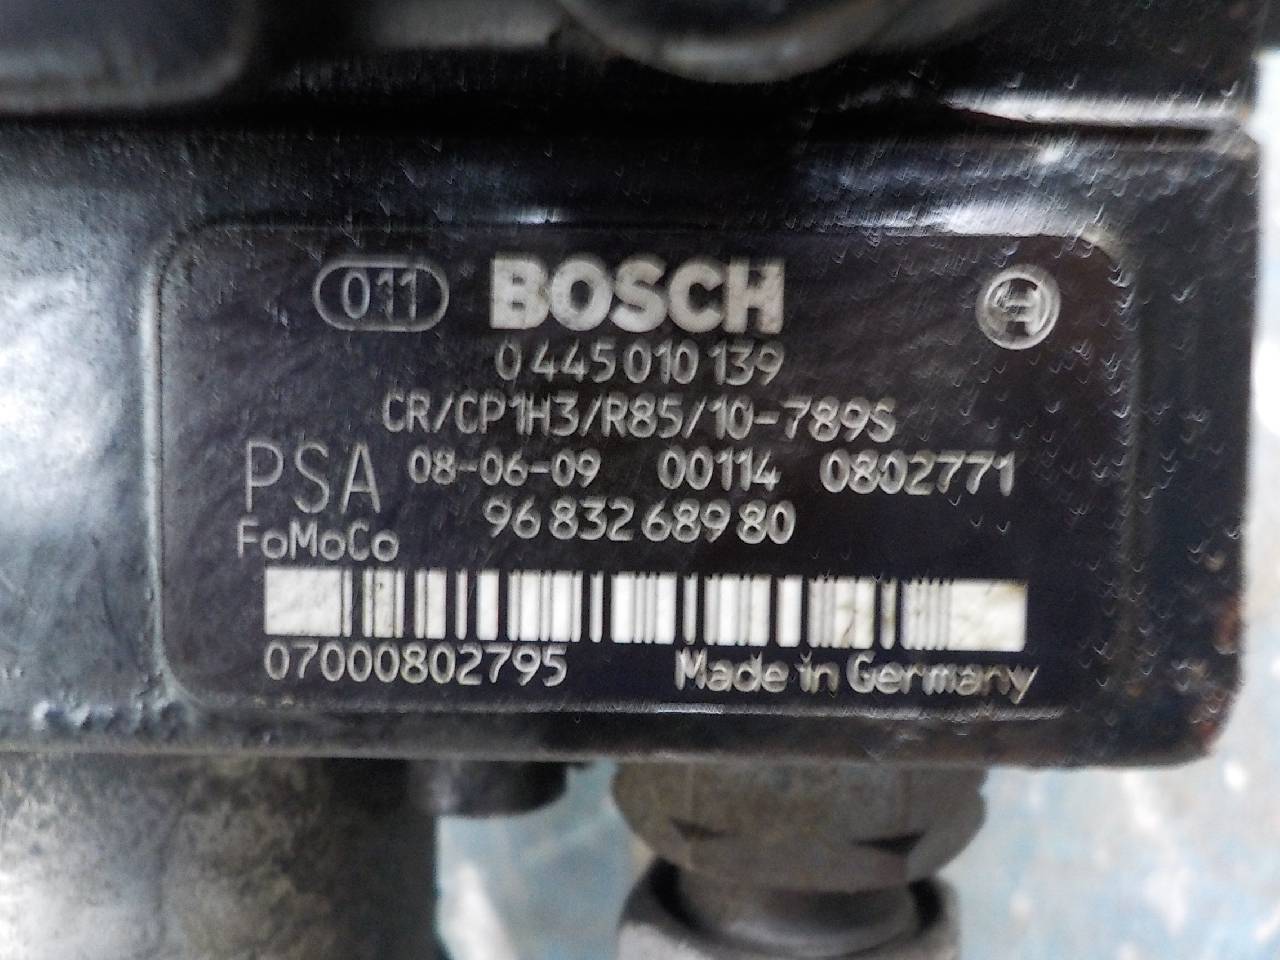 011 BOSCH
0 445 010 139
CR/CP1H3/R85/10-789S
PSA 08-06-09 00114 0802771
96 832 689 80
FoMoCo
07000802795 Made in Germany